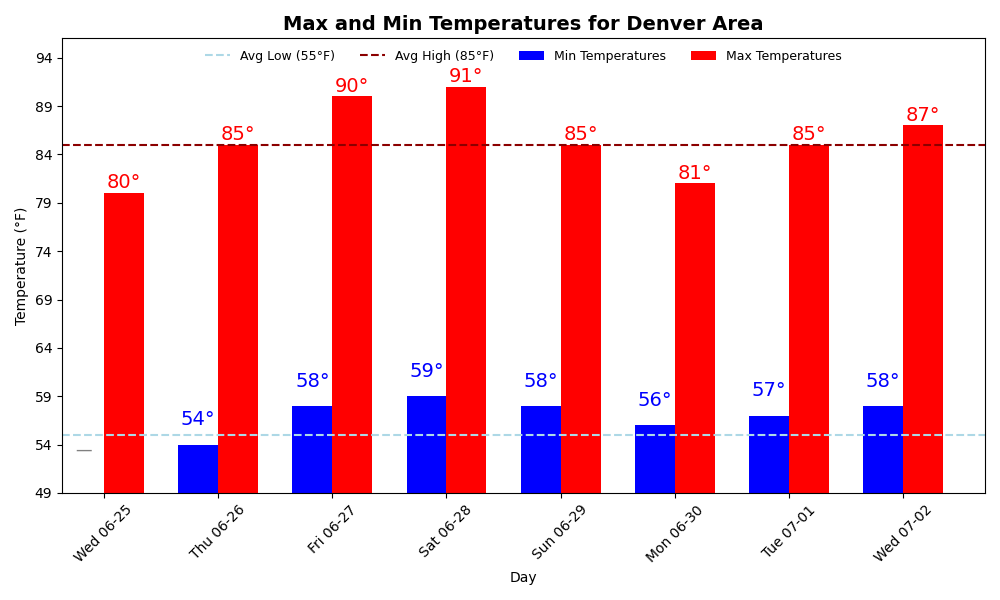 Max and Min Temperatures for Denver Area
Avg Low (55°F) Avg High (85°F) Min Temperatures Max Temperatures
94
89
84
79
74
69
64
59
54
49
Temperature (°F)
80°
85°
90°
91°
85°
81°
85°
87°
—
54°
58°
59°
58°
56°
57°
58°
Wed 06-25
Thu 06-26
Fri 06-27
Sat 06-28
Sun 06-29
Mon 06-30
Tue 07-01
Wed 07-02
Day